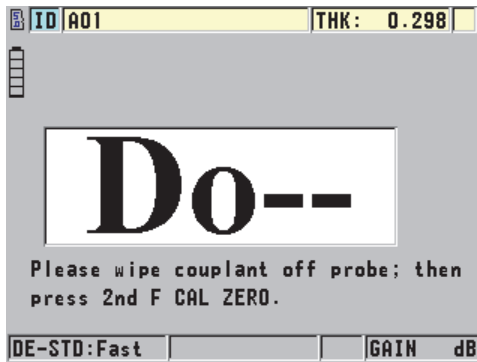 ID A01 THK: 0.298
Do--
Please wipe couplant off probe; then
press 2nd F CAL ZERO.
DE-STD:Fast GAIN dB